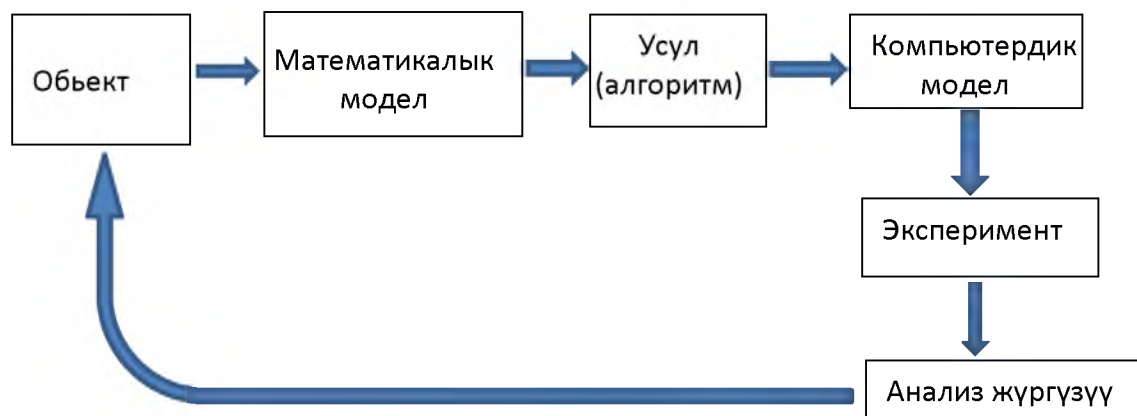 Обьект
Математикалык
модел
Усул
(алгоритм)
Компьютердик
модел
Эксперимент
Анализ жүргүзүү